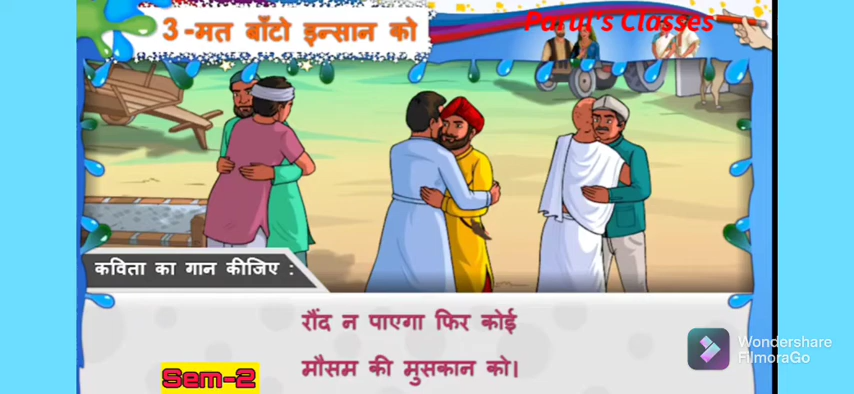 3-मत बाँटो इन्सान को
Parul's Classes
कविता का गान कीजिए :
रौंद न पाएगा फिर कोई
मौसम की मुसकान को।
Sem-2
Wondershare
FilmoraGo